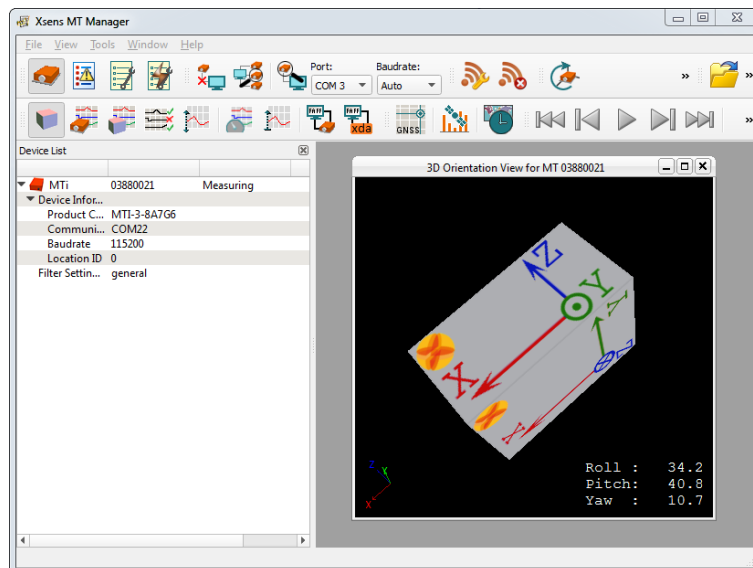 Xsens MT Manager
File View Tools Window Help
Port: Baudrate:
COM 3 Auto »  »
PAUSE xda GNSS »
Device List
MTi 03880021 Measuring
Device Infor...
Product C... MTI-3-8A7G6
Communi... COM22
Baudrate 115200
Location ID 0
Filter Settin... general
3D Orientation View for MT 03880021
Z
Y
Y
X
Z
X
Z Y
X
Roll : 34.2
Pitch: 40.8
Yaw : 10.7